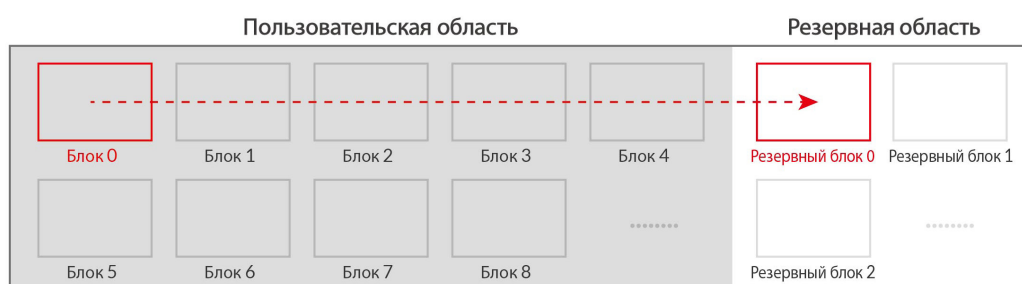 Пользовательская область
Резервная область
Блок 0
Блок 1
Блок 2
Блок 3
Блок 4
Резервный блок 0
Резервный блок 1
Блок 5
Блок 6
Блок 7
Блок 8
Резервный блок 2